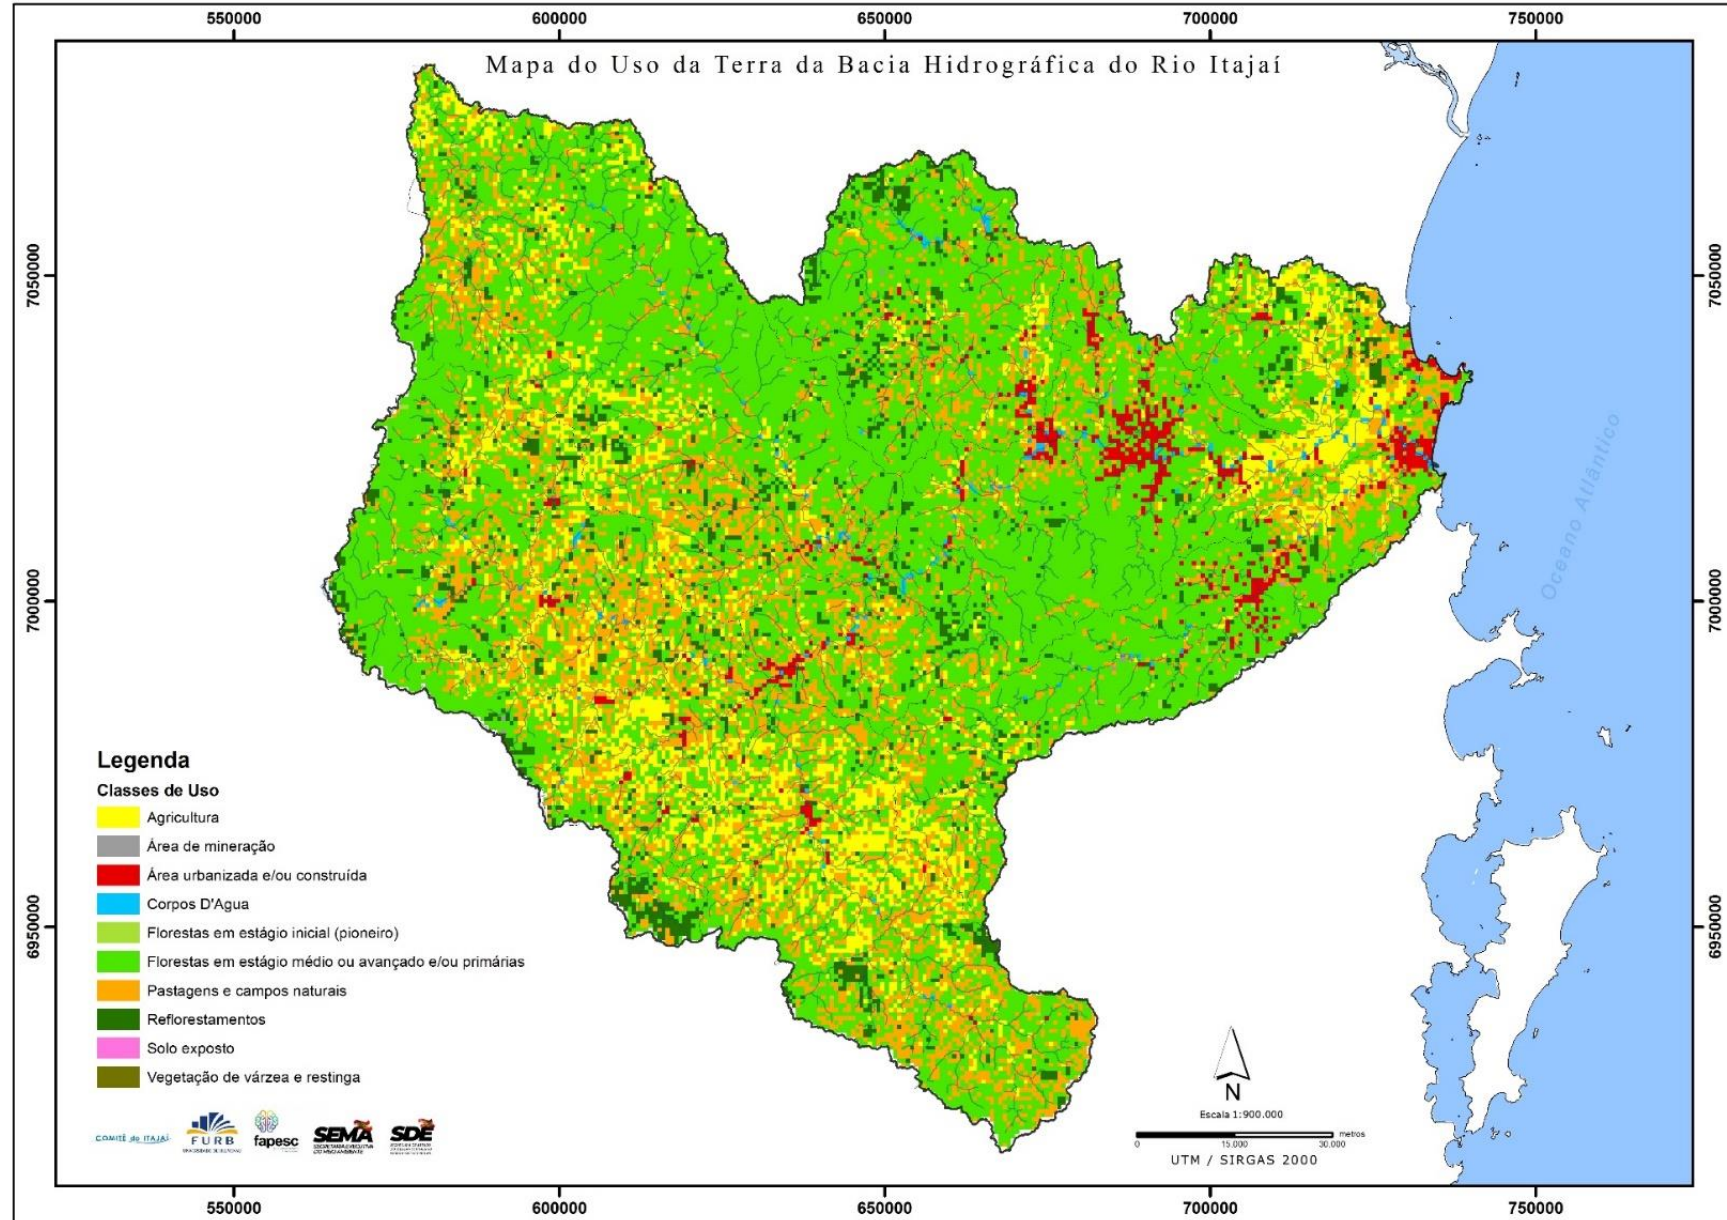 550000 600000 650000 700000 750000
Mapa do Uso da Terra da Bacia Hidrográfica do Rio Itajaí
7050000 7050000
7000000 7000000
6950000 6950000
Oceano Atlântico
Legenda
Classes de Uso
Agricultura
Área de mineração
Área urbanizada e/ou construída
Corpos D'Agua
Florestas em estágio inicial (pioneiro)
Florestas em estágio médio ou avançado e/ou primárias
Pastagens e campos naturais
Reflorestamentos
Solo exposto
Vegetação de várzea e restinga
COMITÊ do ITAJAÍ
FURB
fapesc
SEMA
SDE
N
Escala 1:900.000
0 15.000 30.000 metros
UTM / SIRGAS 2000
550000 600000 650000 700000 750000